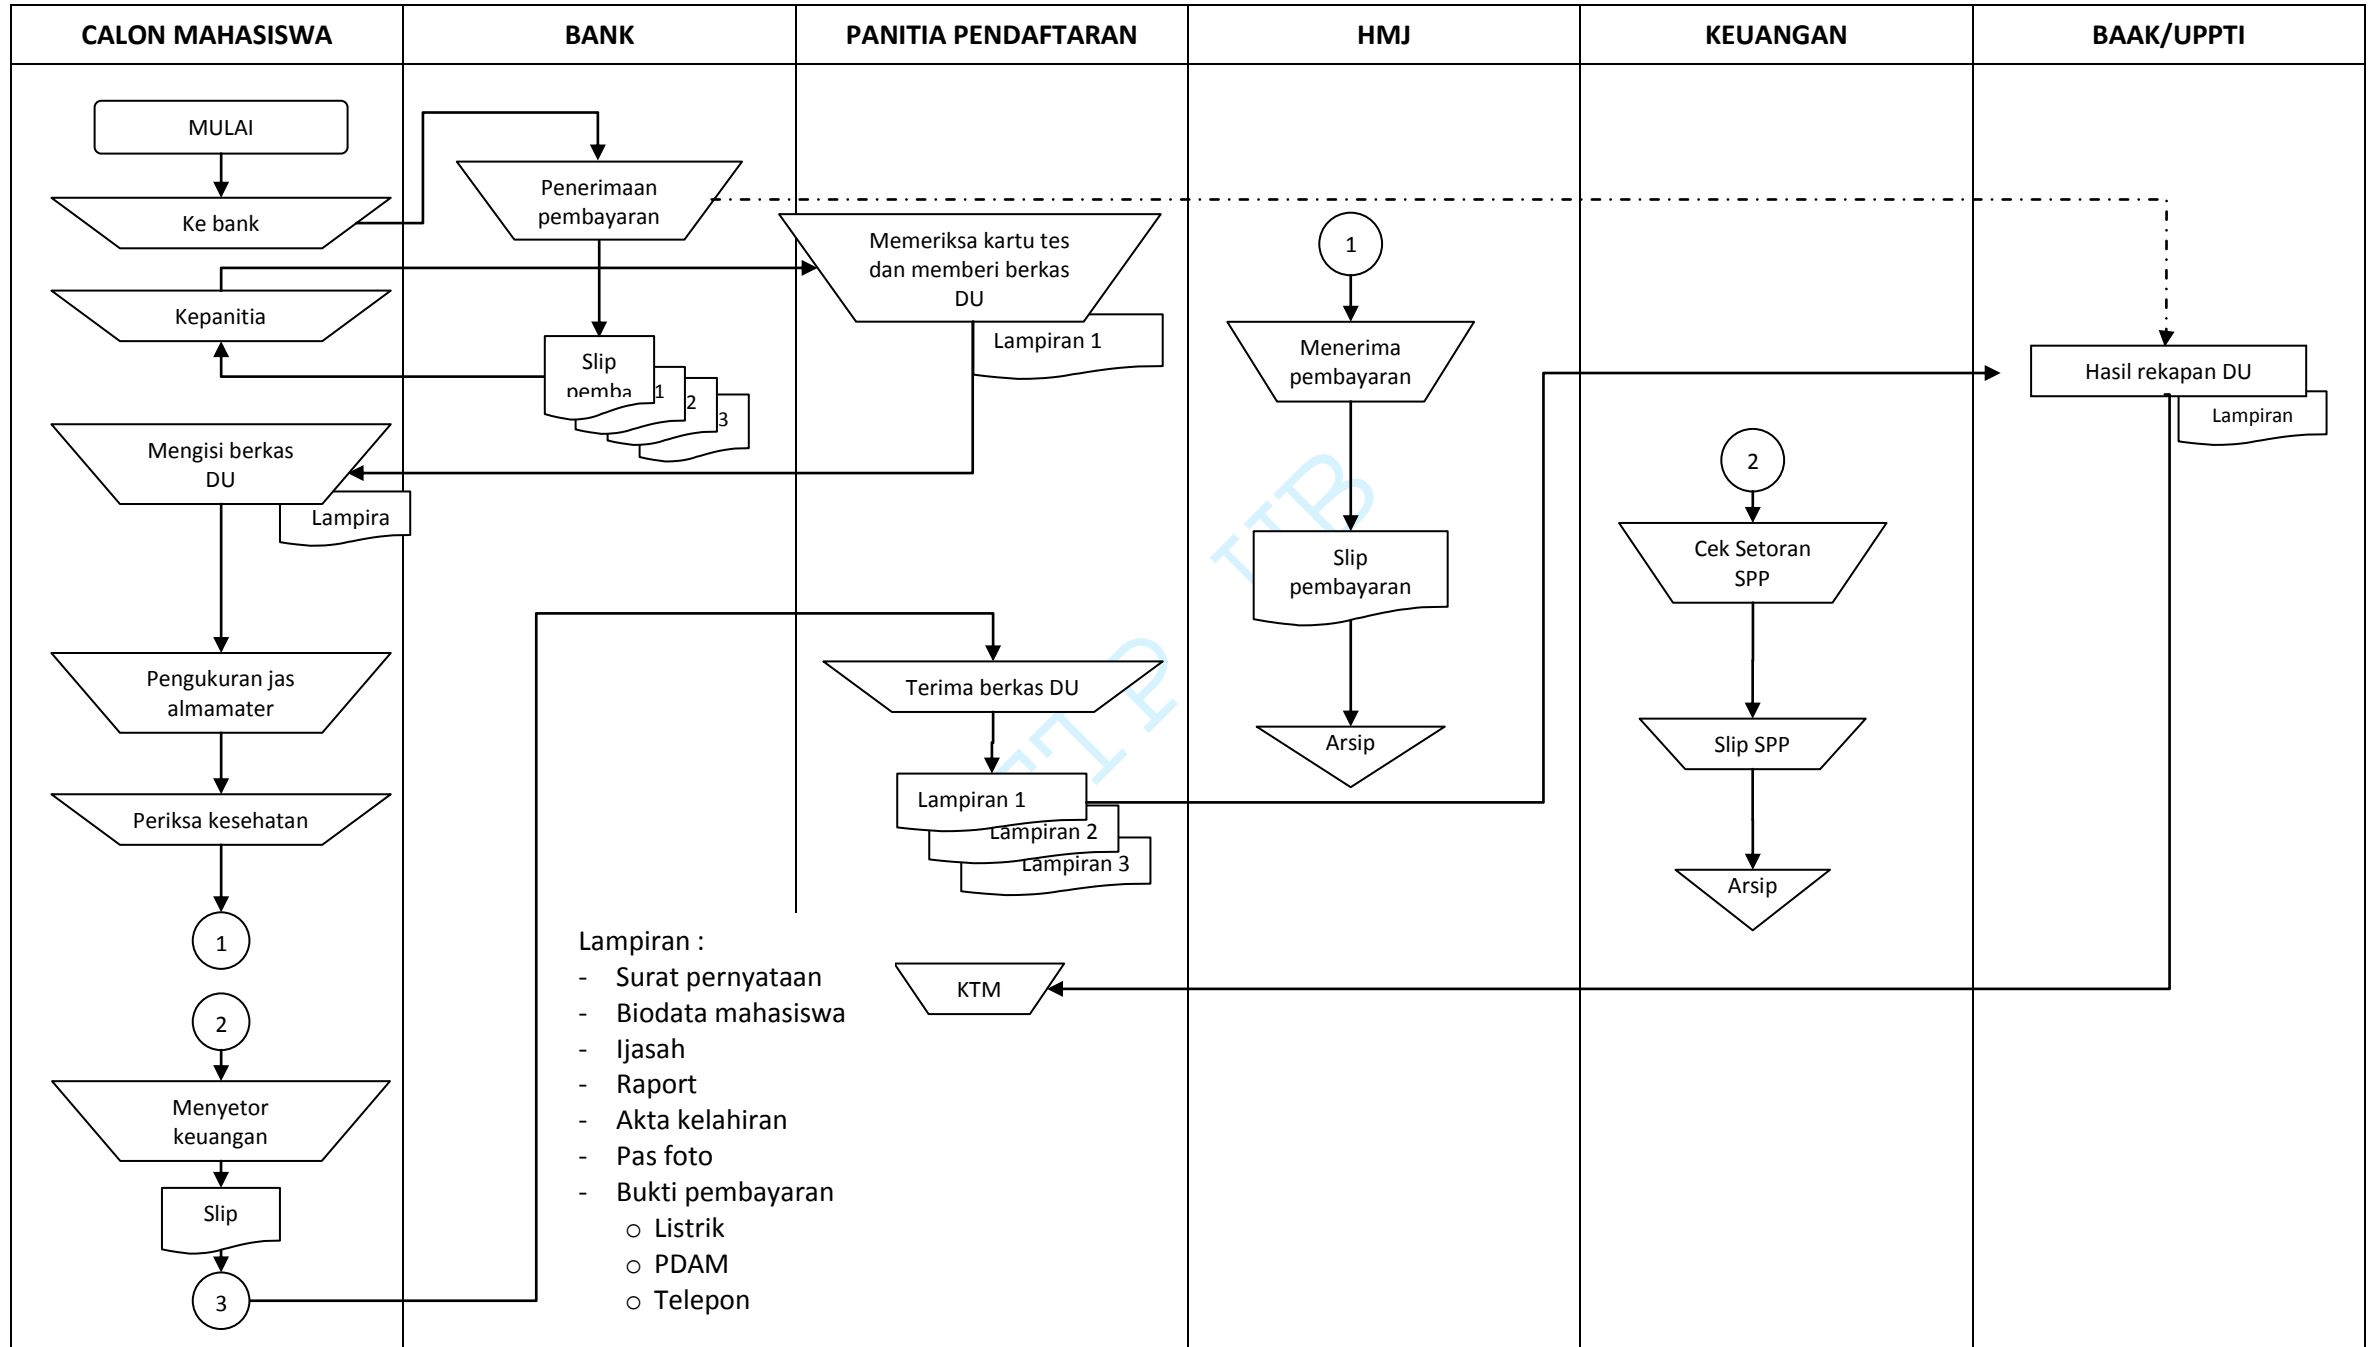 CALON MAHASISWA
BANK
PANITIA PENDAFTARAN
HMJ
KEUANGAN
BAAK/UPPTI
MULAI
Ke bank
Kepanitia
Mengisi berkas
DU
Lampira
Pengukuran jas
almamater
Periksa kesehatan
1
2
Menyetor
keuangan
Slip
3
Penerimaan
pembayaran
Slip
pemba
1
2
3
Lampiran :
- Surat pernyataan
- Biodata mahasiswa
- Ijasah
- Raport
- Akta kelahiran
- Pas foto
- Bukti pembayaran
o Listrik
o PDAM
o Telepon
Memeriksa kartu tes
dan memberi berkas
DU
Lampiran 1
Terima berkas DU
Lampiran 1
Lampiran 2
Lampiran 3
KTM
1
Menerima
pembayaran
Slip
pembayaran
Arsip
2
Cek Setoran
SPP
Slip SPP
Arsip
Hasil rekapan DU
Lampiran